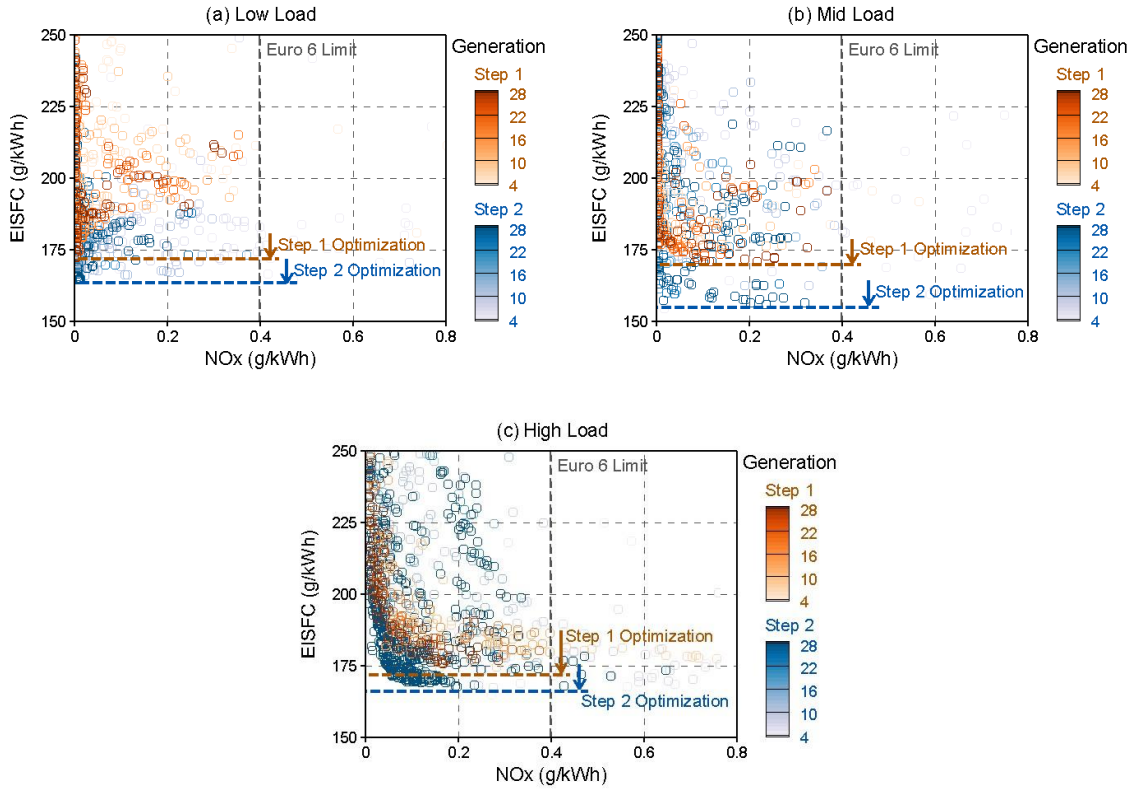 (a) Low Load
250
225
200
175
150
EISFC (g/kWh)
0
0.2
0.4
0.6
0.8
NOx (g/kWh)
Euro 6 Limit
Step 1 Optimization
Step 2 Optimization
Generation
Step 1
28
22
16
10
4
Step 2
28
22
16
10
4
(b) Mid Load
250
225
200
175
150
EISFC (g/kWh)
0
0.2
0.4
0.6
0.8
NOx (g/kWh)
Euro 6 Limit
Step 1 Optimization
Step 2 Optimization
Generation
Step 1
28
22
16
10
4
Step 2
28
22
16
10
4
(c) High Load
250
225
200
175
150
EISFC (g/kWh)
0
0.2
0.4
0.6
0.8
NOx (g/kWh)
Euro 6 Limit
Step 1 Optimization
Step 2 Optimization
Generation
Step 1
28
22
16
10
4
Step 2
28
22
16
10
4